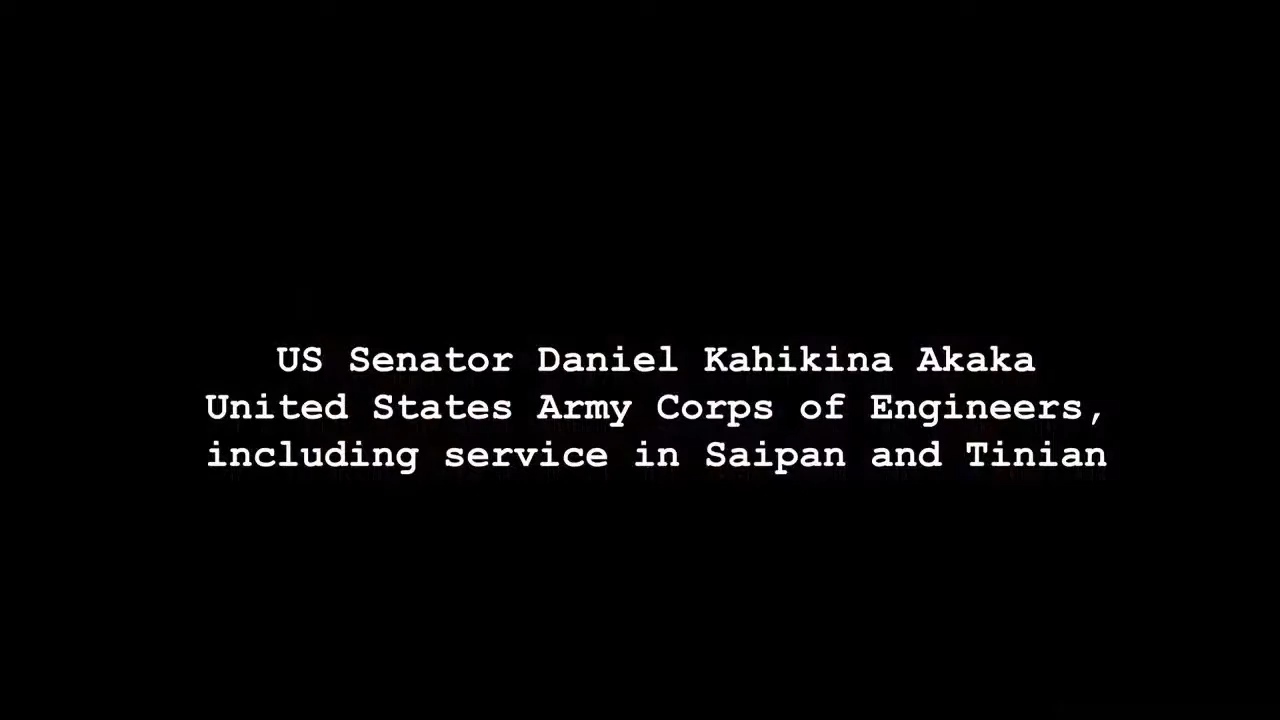 US Senator Daniel Kahikina Akaka
United States Army Corps of Engineers,
including service in Saipan and Tinian